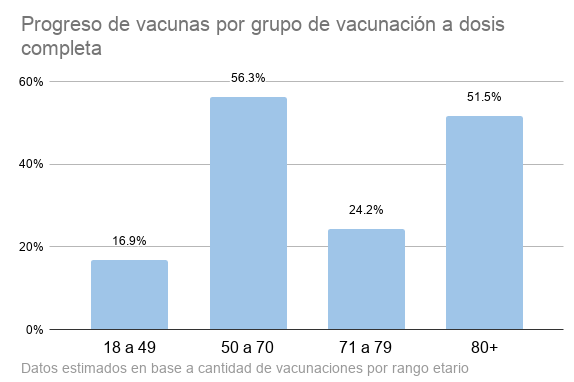 Progreso de vacunas por grupo de vacunación a dosis
completa
60%
40%
20%
0%
16.9%
56.3%
24.2%
51.5%
18 a 49
50 a 70
71 a 79
80+
Datos estimados en base a cantidad de vacunaciones por rango etario